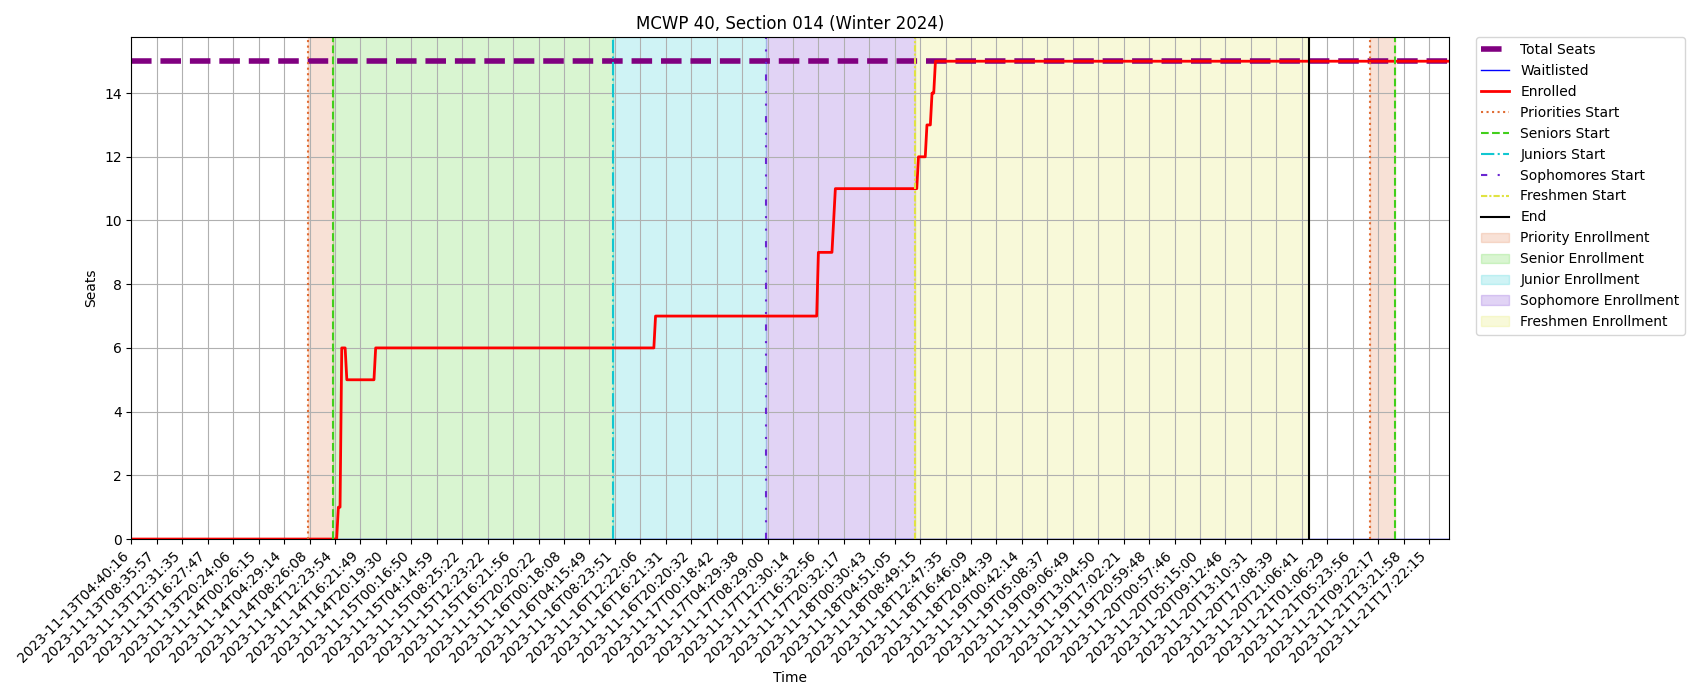 MCWP 40, Section 014 (Winter 2024)
Seats
14
12
10
8
6
4
2
0
2023-11-13T04:40:16
2023-11-13T08:35:57
2023-11-13T12:31:35
2023-11-13T16:27:47
2023-11-13T20:24:06
2023-11-14T00:26:15
2023-11-14T04:29:14
2023-11-14T08:26:08
2023-11-14T12:23:54
2023-11-14T16:21:49
2023-11-14T20:19:30
2023-11-15T00:16:50
2023-11-15T04:14:59
2023-11-15T08:25:22
2023-11-15T12:23:22
2023-11-15T16:21:56
2023-11-15T20:20:22
2023-11-16T00:18:08
2023-11-16T04:15:49
2023-11-16T08:23:51
2023-11-16T12:22:06
2023-11-16T16:21:31
2023-11-16T20:20:32
2023-11-17T00:18:42
2023-11-17T04:29:38
2023-11-17T08:29:00
2023-11-17T12:30:14
2023-11-17T16:32:56
2023-11-17T20:32:17
2023-11-18T00:30:43
2023-11-18T04:51:05
2023-11-18T08:49:15
2023-11-18T12:47:35
2023-11-18T16:46:09
2023-11-18T20:44:39
2023-11-19T00:42:14
2023-11-19T05:08:37
2023-11-19T09:06:49
2023-11-19T13:04:50
2023-11-19T17:02:21
2023-11-19T20:59:48
2023-11-20T00:57:46
2023-11-20T05:15:00
2023-11-20T09:12:46
2023-11-20T13:10:31
2023-11-20T17:08:39
2023-11-20T21:06:41
2023-11-21T01:06:29
2023-11-21T05:23:56
2023-11-21T09:22:17
2023-11-21T13:21:58
2023-11-21T17:22:15
Time
Total Seats
Waitlisted
Enrolled
Priorities Start
Seniors Start
Juniors Start
Sophomores Start
Freshmen Start
End
Priority Enrollment
Senior Enrollment
Junior Enrollment
Sophomore Enrollment
Freshmen Enrollment